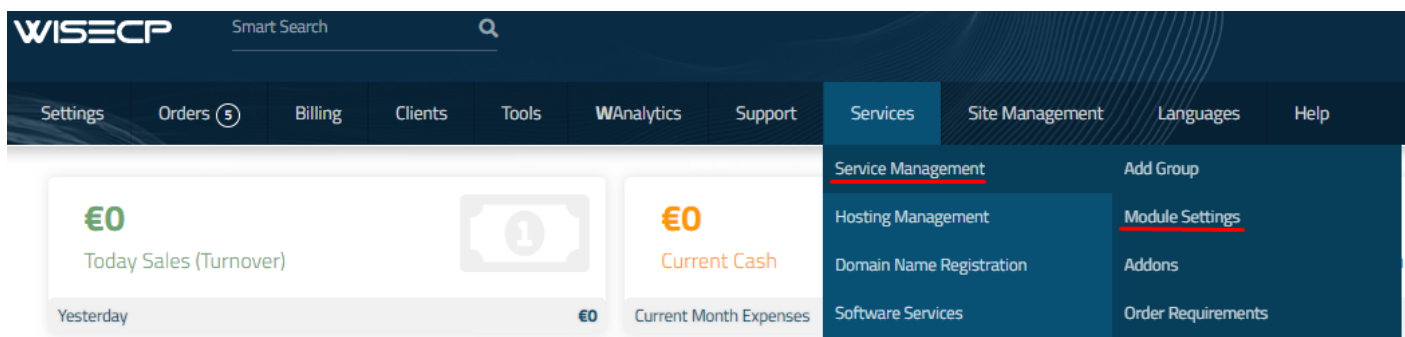 WISECP
Smart Search
Settings
Orders 5
Billing
Clients
Tools
WAnalytics
Support
Services
Site Management
Languages
Help
Service Management
Add Group
Hosting Management
Module Settings
Domain Name Registration
Addons
Software Services
Order Requirements
€0
1
Today Sales (Turnover)
Yesterday
€0
€0
Current Cash
Current Month Expenses